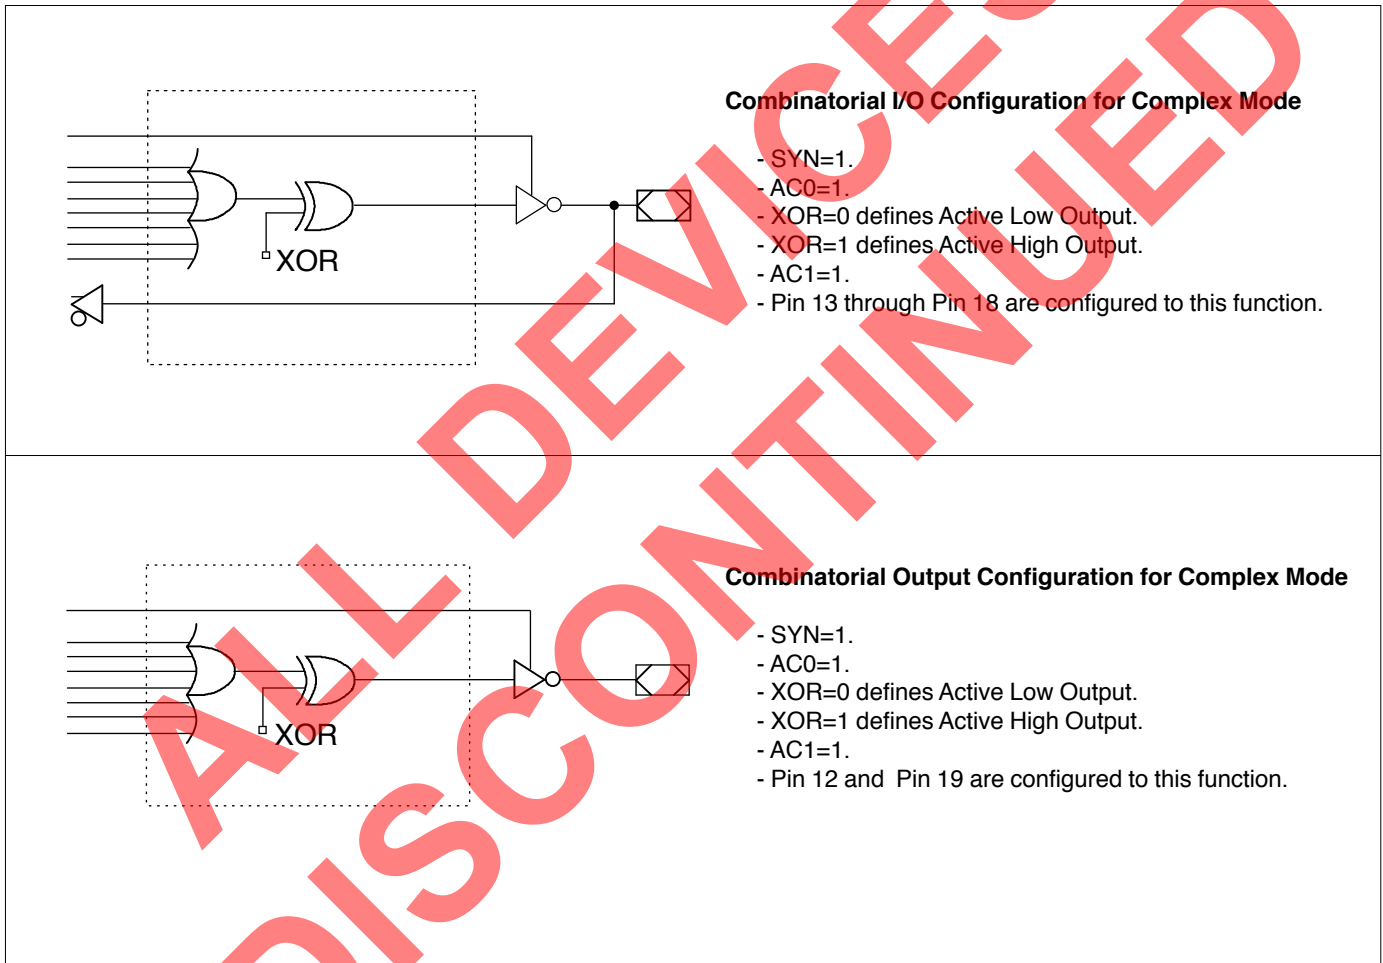 Combinatorial I/O Configuration for Complex Mode
- SYN=1.
- AC0=1.
- XOR=0 defines Active Low Output.
- XOR=1 defines Active High Output.
- AC1=1.
- Pin 13 through Pin 18 are configured to this function.
XOR
Combinatorial Output Configuration for Complex Mode
- SYN=1.
- AC0=1.
- XOR=0 defines Active Low Output.
- XOR=1 defines Active High Output.
- AC1=1.
- Pin 12 and  Pin 19 are configured to this function.
XOR
ALL DEVICES
DISCONTINUED